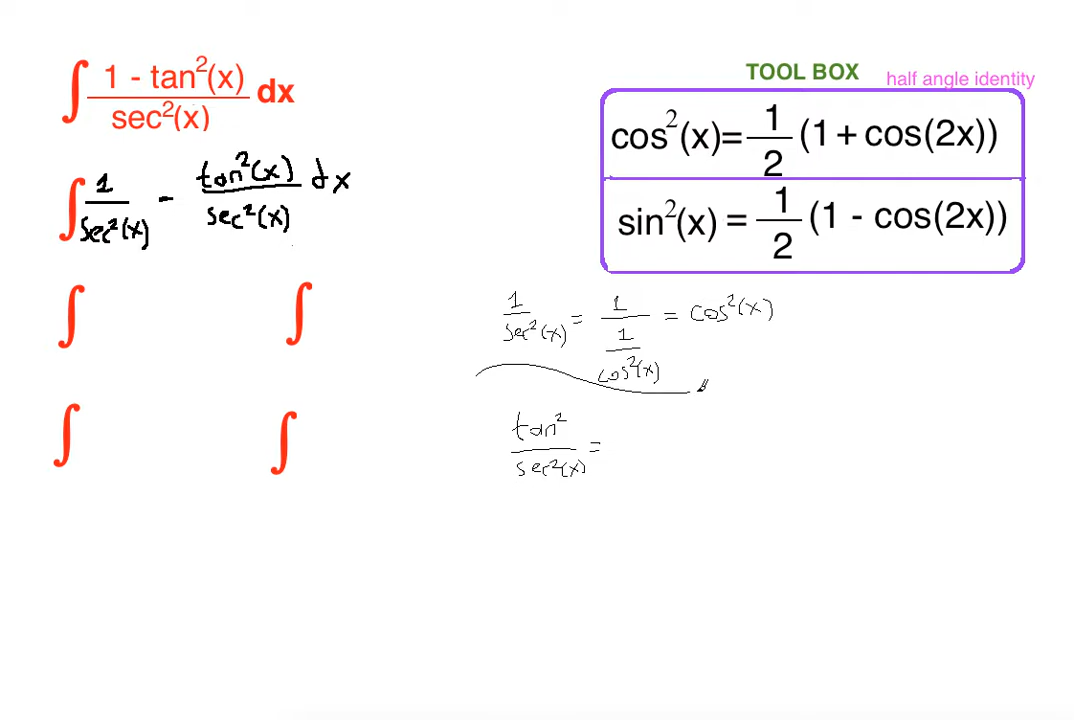 ∫ (1 - tan²(x))/(sec²(x)) dx
TOOL BOX
half angle identity
cos²(x)= 1/2 (1 + cos(2x))
sin²(x) = 1/2 (1 - cos(2x))
∫ 1/(sec²(x)) - (tan²(x))/(sec²(x)) dx
∫ ∫
1/(sec²(x)) = 1/(1/(cos²(x))) = cos²(x)
∫ ∫
tan²/(sec²(x)) =